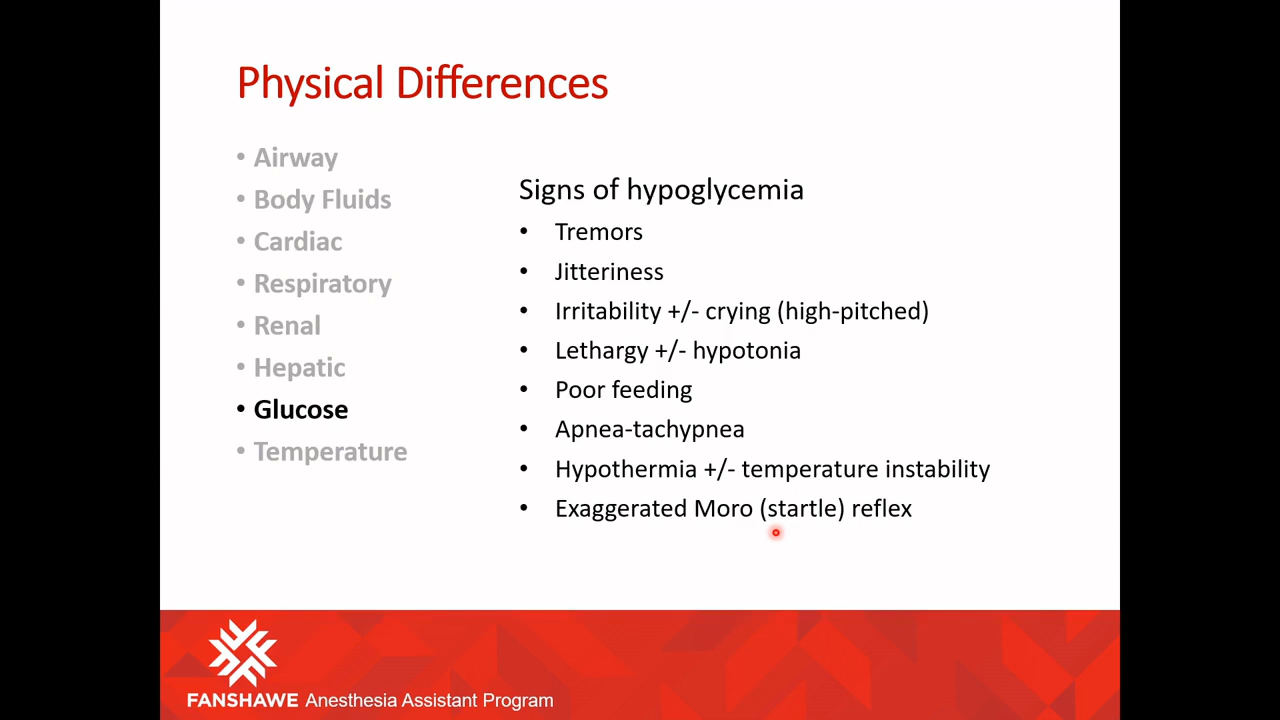 Physical Differences
• Airway
• Body Fluids
• Cardiac
• Respiratory
• Renal
• Hepatic
• Glucose
• Temperature
Signs of hypoglycemia
• Tremors
• Jitteriness
• Irritability +/- crying (high-pitched)
• Lethargy +/- hypotonia
• Poor feeding
• Apnea-tachypnea
• Hypothermia +/- temperature instability
• Exaggerated Moro (startle) reflex
FANSHAWE Anesthesia Assistant Program